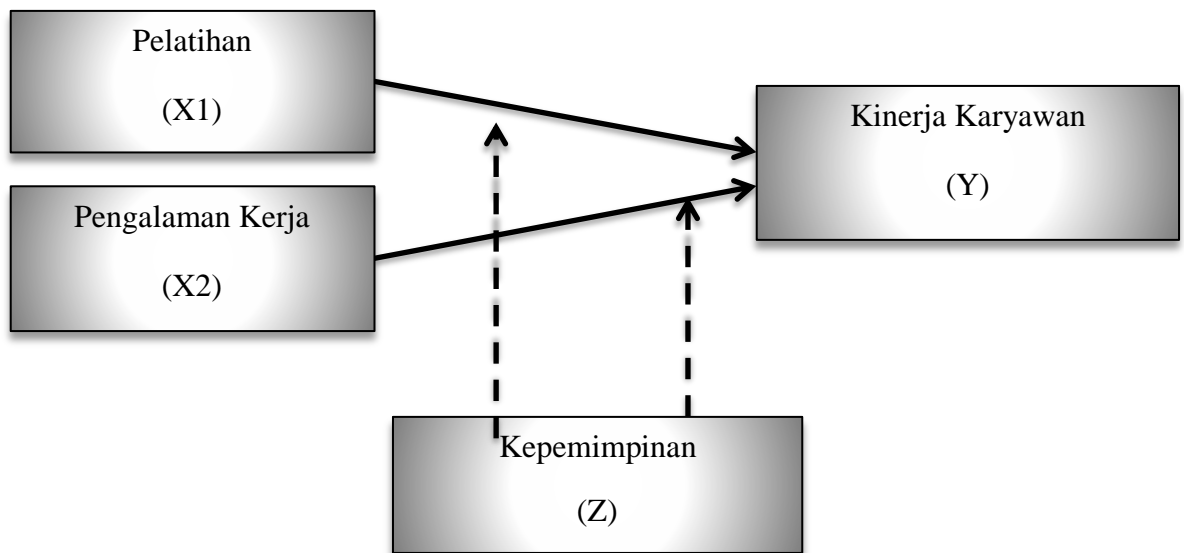 Pelatihan
(X1)
Kinerja Karyawan
(Y)
Pengalaman Kerja
(X2)
Kepemimpinan
(Z)